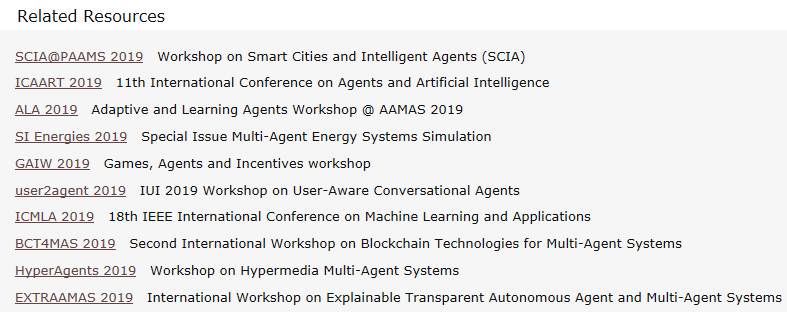 Related Resources
SCIA@PAAMS 2019 Workshop on Smart Cities and Intelligent Agents (SCIA)
ICAART 2019 11th International Conference on Agents and Artificial Intelligence
ALA 2019 Adaptive and Learning Agents Workshop @ AAMAS 2019
SI Energies 2019 Special Issue Multi-Agent Energy Systems Simulation
GAIW 2019 Games, Agents and Incentives workshop
user2agent 2019 IUI 2019 Workshop on User-Aware Conversational Agents
ICMLA 2019 18th IEEE International Conference on Machine Learning and Applications
BCT4MAS 2019 Second International Workshop on Blockchain Technologies for Multi-Agent Systems
HyperAgents 2019 Workshop on Hypermedia Multi-Agent Systems
EXTRAAMAS 2019 International Workshop on Explainable Transparent Autonomous Agent and Multi-Agent Systems